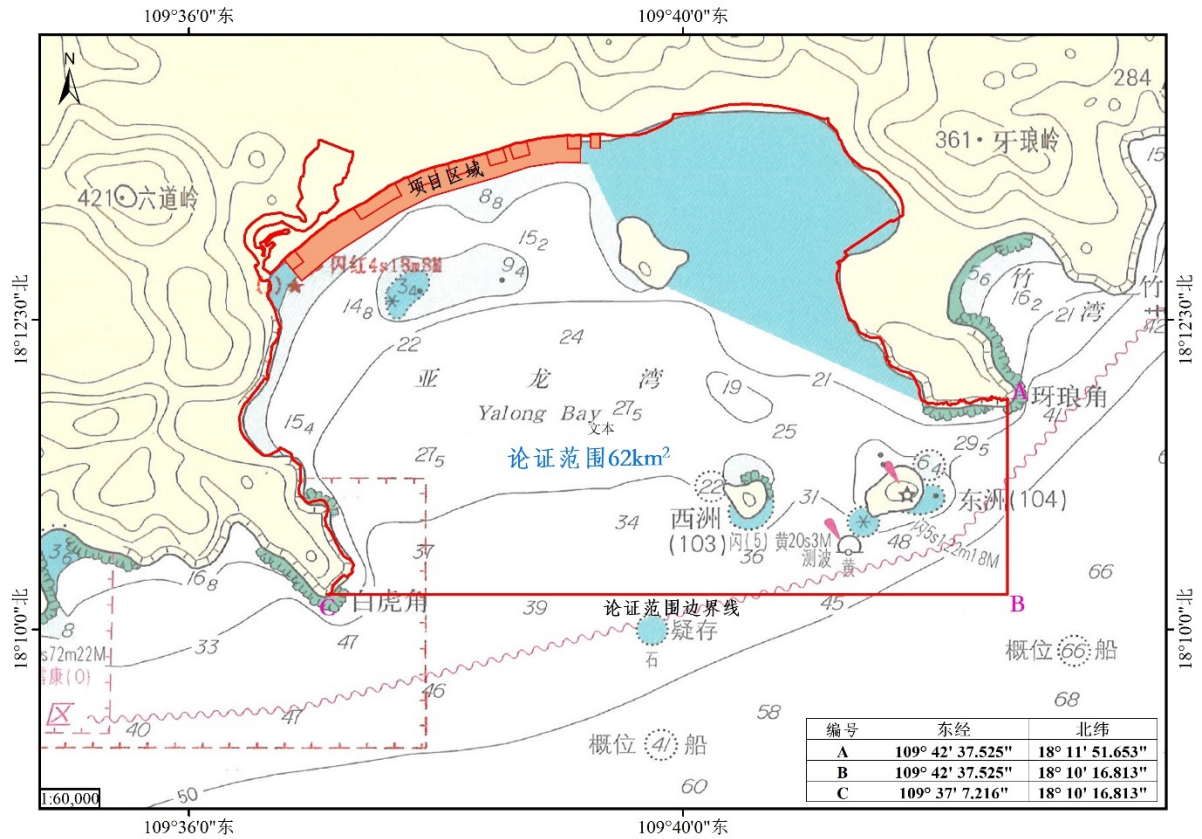 109°36'0"东
109°40'0"东
N
284
361·牙琅岭
15
421 六道岭
项目区域
8₈
15₂
9₄
闪红4s18m8M
3₄
14₈
5₆
竹
16₂
竹
湾
21
42
18°12'30"北
18°12'30"北
24
22
亚龙湾
19
21
A
玡琅角
41
Yalong Bay
27₅
文本
15₄
25
29₅
27₅
论证范围62km²
6₄
22
31
东洲(104)
34
西洲
(103)
闪(5) 黄20s3M
测波
黄
36
48
闪5s122m18M
37
16₈
66
C
白虎角
39
论证范围边界线
45
B
8
33
47
疑存
石
18°10'0"北
18°10'0"北
概位 66 船
s72m22M
雷康(0)
46
68
区
40
47
58
概位 41 船
60
50
编号 东经 北纬
A 109° 42' 37.525" 18° 11' 51.653"
B 109° 42' 37.525" 18° 10' 16.813"
C 109° 37' 7.216" 18° 10' 16.813"
1:60,000
109°36'0"东
109°40'0"东